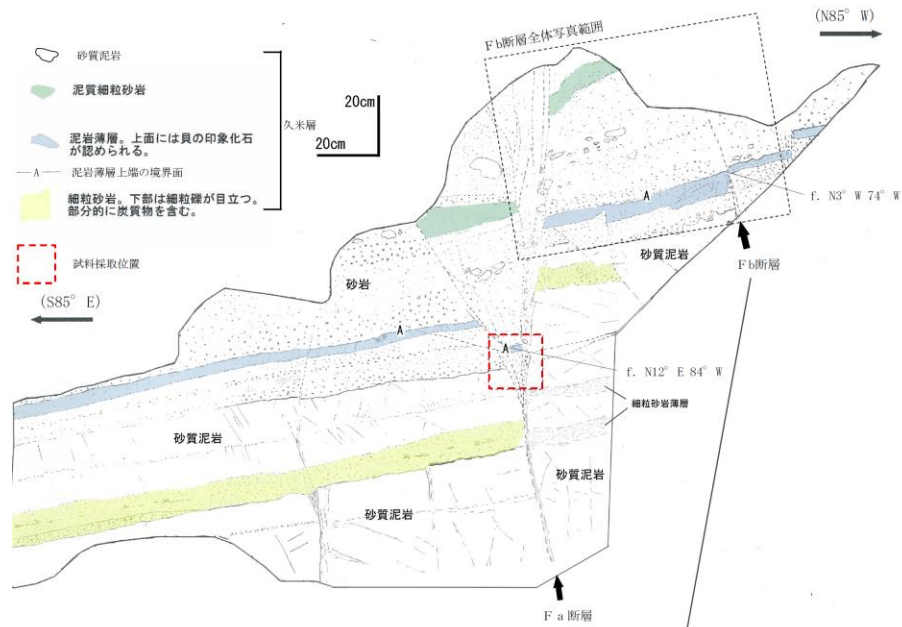 (N85° W)
Fb断層全体写真範囲
砂質泥岩
泥質細粒砂岩
久米層
20cm
20cm
泥岩薄層。上面には貝の印象化石
が認められる。
A
泥岩薄層上端の境界面
細粒砂岩。下部は細粒礫が目立つ。
部分的に炭質物を含む。
試料採取位置
(S85° E)
A
f. N3° W 74° W
砂質泥岩
Fb断層
砂岩
A
A
f. N12° E 84° W
細粒砂岩薄層
砂質泥岩
砂質泥岩
砂質泥岩
Fa断層